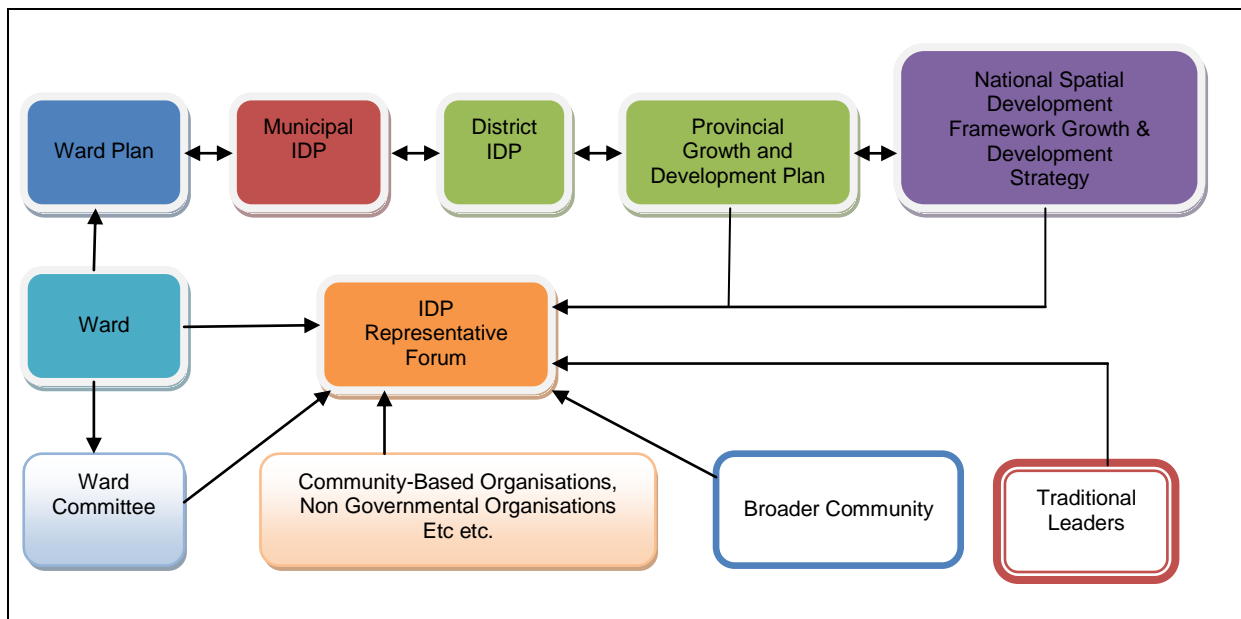 Ward Plan
Municipal
IDP
District
IDP
Provincial
Growth and
Development Plan
National Spatial
Development
Framework Growth &
Development
Strategy
Ward
IDP
Representative
Forum
Ward
Committee
Community-Based Organisations,
Non Governmental Organisations
Etc etc.
Broader Community
Traditional
Leaders